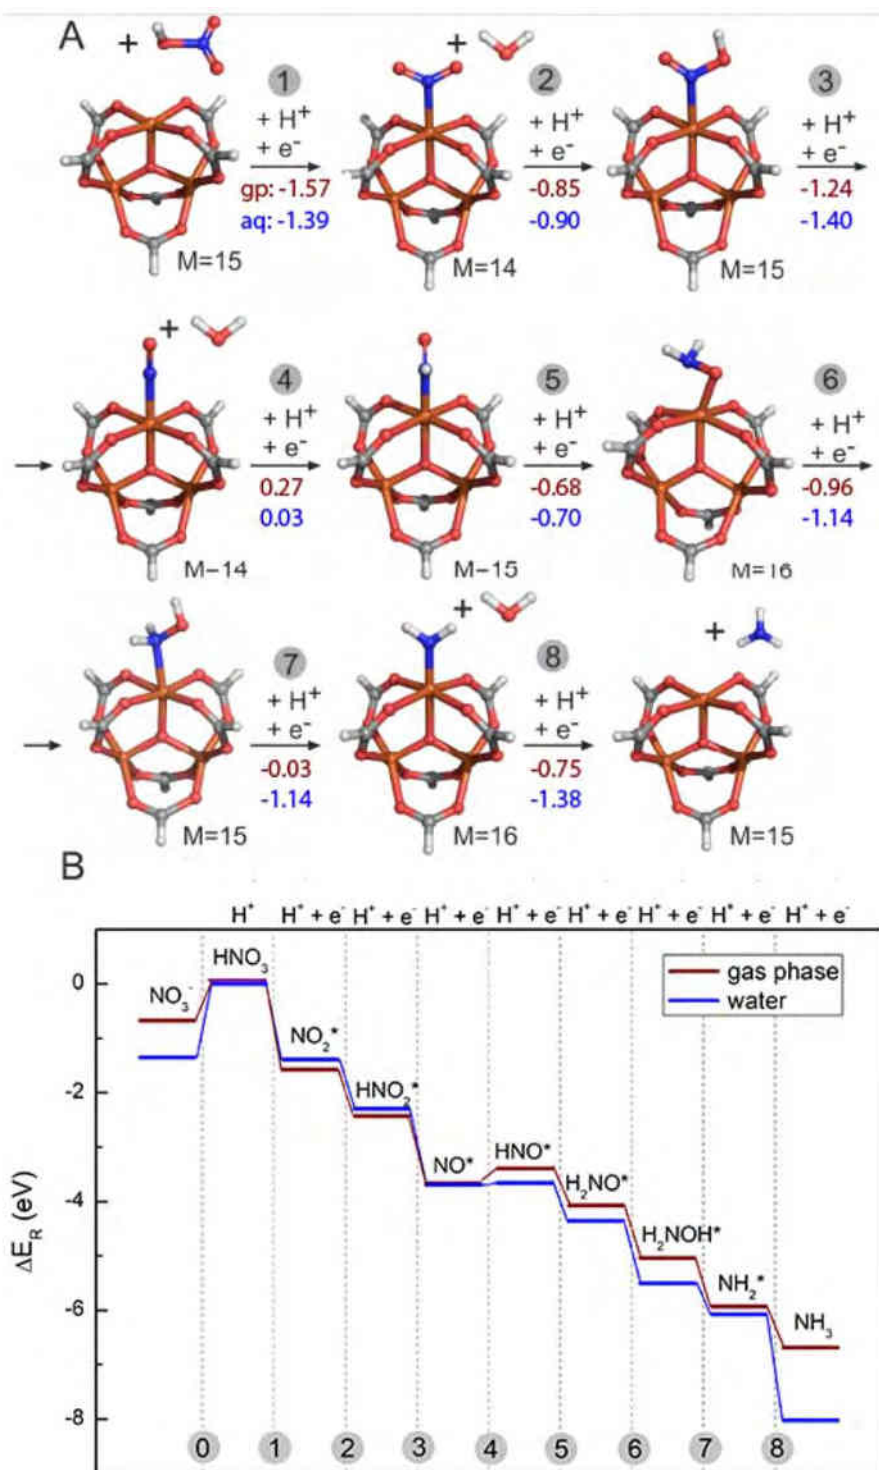 A
+
1
+ H⁺
+ e⁻
gp: -1.57
aq: -1.39
M=15
+
2
+ H⁺
+ e⁻
-0.85
-0.90
M=14
3
+ H⁺
+ e⁻
-1.24
-1.40
M=15
+
4
+ H⁺
+ e⁻
0.27
0.03
M–14
5
+ H⁺
+ e⁻
-0.68
-0.70
M–15
6
+ H⁺
+ e⁻
-0.96
-1.14
M=16
7
+ H⁺
+ e⁻
-0.03
-1.14
M=15
+
8
+ H⁺
+ e⁻
-0.75
-1.38
M=16
+
M=15
B
H⁺ H⁺ + e⁻ H⁺ + e⁻ H⁺ + e⁻ H⁺ + e⁻ H⁺ + e⁻ H⁺ + e⁻ H⁺ + e⁻ H⁺ + e⁻
gas phase
water
ΔE_R (eV)
0
-2
-4
-6
-8
NO₃⁻
HNO₃
NO₂*
HNO₂*
NO*
HNO*
H₂NO*
H₂NOH*
NH₂*
NH₃
0 1 2 3 4 5 6 7 8